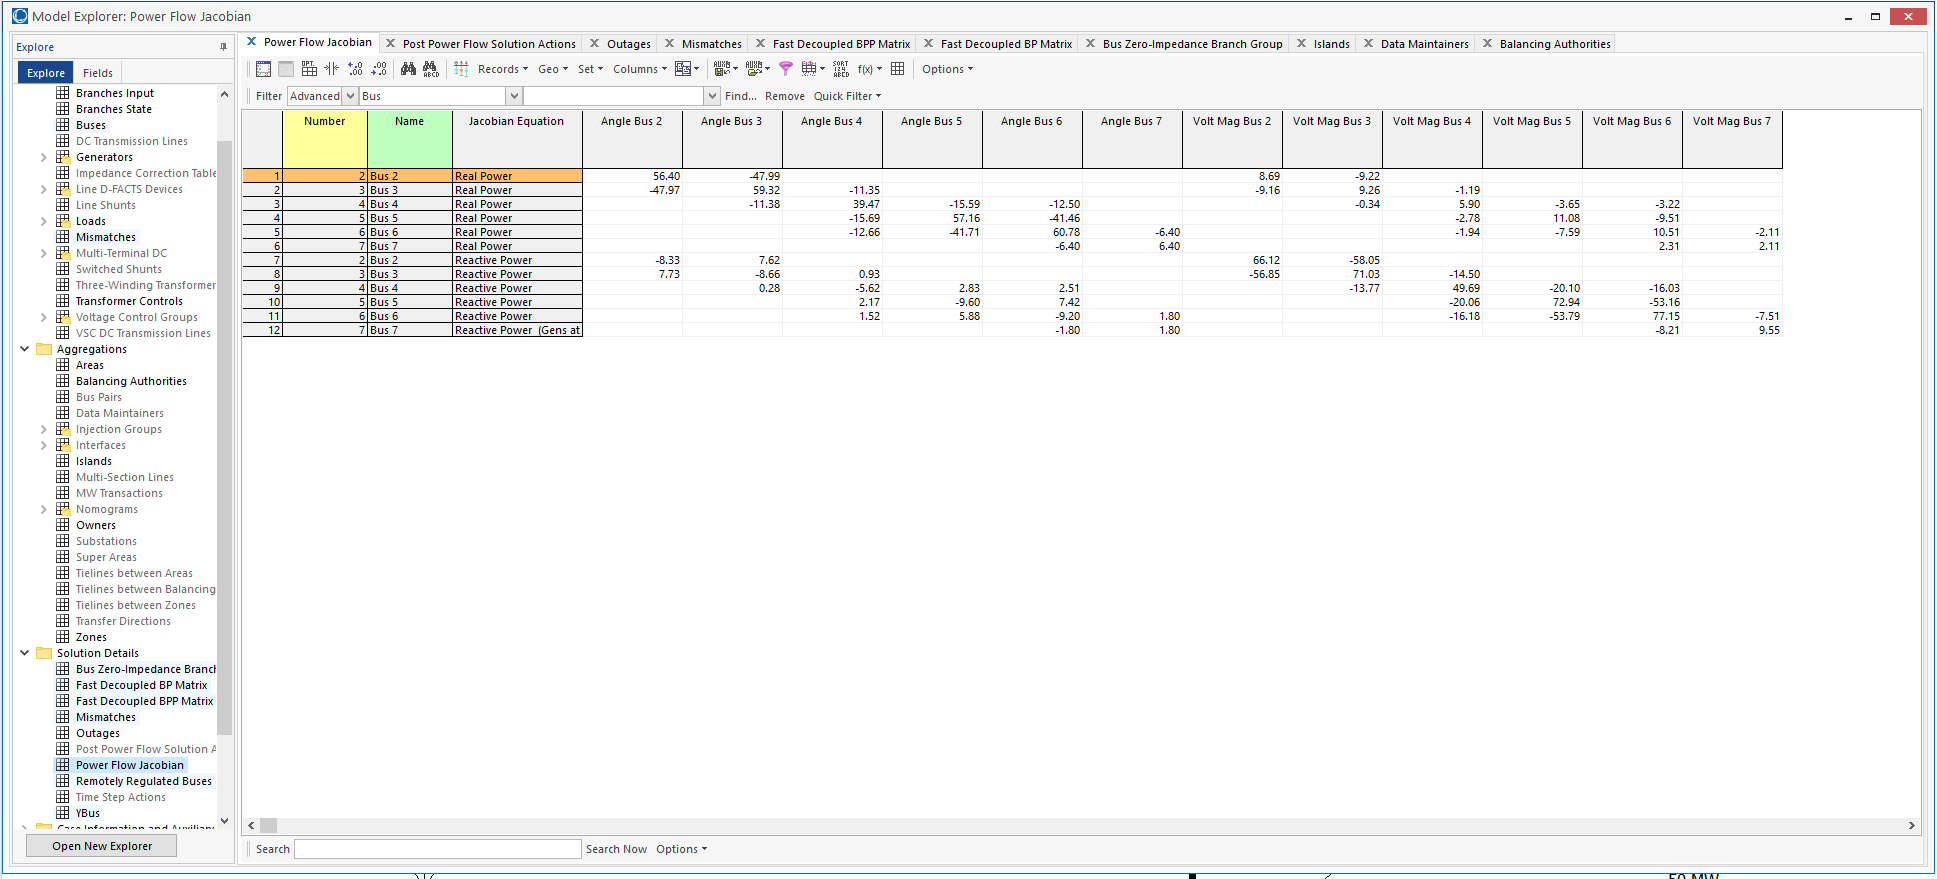 Model Explorer: Power Flow Jacobian
Explore
Explore Fields
Branches Input
Branches State
Buses
DC Transmission Lines
Generators
Impedance Correction Table
Line D-FACTS Devices
Line Shunts
Loads
Mismatches
Multi-Terminal DC
Switched Shunts
Three-Winding Transformer
Transformer Controls
Voltage Control Groups
VSC DC Transmission Lines
Aggregations
Areas
Balancing Authorities
Bus Pairs
Data Maintainers
Injection Groups
Interfaces
Islands
Multi-Section Lines
MW Transactions
Nomograms
Owners
Substations
Super Areas
Tielines between Areas
Tielines between Balancing
Tielines between Zones
Transfer Directions
Zones
Solution Details
Bus Zero-Impedance Branch
Fast Decoupled BP Matrix
Fast Decoupled BPP Matrix
Mismatches
Outages
Post Power Flow Solution A
Power Flow Jacobian
Remotely Regulated Buses
Time Step Actions
YBus
Case Information and Auxiliary
Open New Explorer
Power Flow Jacobian Post Power Flow Solution Actions Outages Mismatches Fast Decoupled BPP Matrix Fast Decoupled BP Matrix Bus Zero-Impedance Branch Group Islands Data Maintainers Balancing Authorities
Records Geo Set Columns f(x) Options
Filter Advanced Bus Find... Remove Quick Filter
Number Name Jacobian Equation Angle Bus 2 Angle Bus 3 Angle Bus 4 Angle Bus 5 Angle Bus 6 Angle Bus 7 Volt Mag Bus 2 Volt Mag Bus 3 Volt Mag Bus 4 Volt Mag Bus 5 Volt Mag Bus 6 Volt Mag Bus 7
1 2 Bus 2 Real Power 56.40 -47.99 8.69 -9.22
2 3 Bus 3 Real Power -47.97 59.32 -11.35 -9.16 9.26 -1.19
3 4 Bus 4 Real Power -11.38 39.47 -15.59 -12.50 -0.34 5.90 -3.65 -3.22
4 5 Bus 5 Real Power -15.69 57.16 -41.46 -2.78 11.08 -9.51
5 6 Bus 6 Real Power -12.66 -41.71 60.78 -6.40 -1.94 -7.59 10.51 -2.11
6 7 Bus 7 Real Power -6.40 6.40 2.31 2.11
7 2 Bus 2 Reactive Power -8.33 7.62 66.12 -58.05
8 3 Bus 3 Reactive Power 7.73 -8.66 0.93 -56.85 71.03 -14.50
9 4 Bus 4 Reactive Power 0.28 -5.62 2.83 2.51 -13.77 49.69 -20.10 -16.03
10 5 Bus 5 Reactive Power 2.17 -9.60 7.42 -20.06 72.94 -53.16
11 6 Bus 6 Reactive Power 1.52 5.88 -9.20 1.80 -16.18 -53.79 77.15 -7.51
12 7 Bus 7 Reactive Power (Gens at -1.80 1.80 -8.21 9.55
Search Search Now Options
50 MW